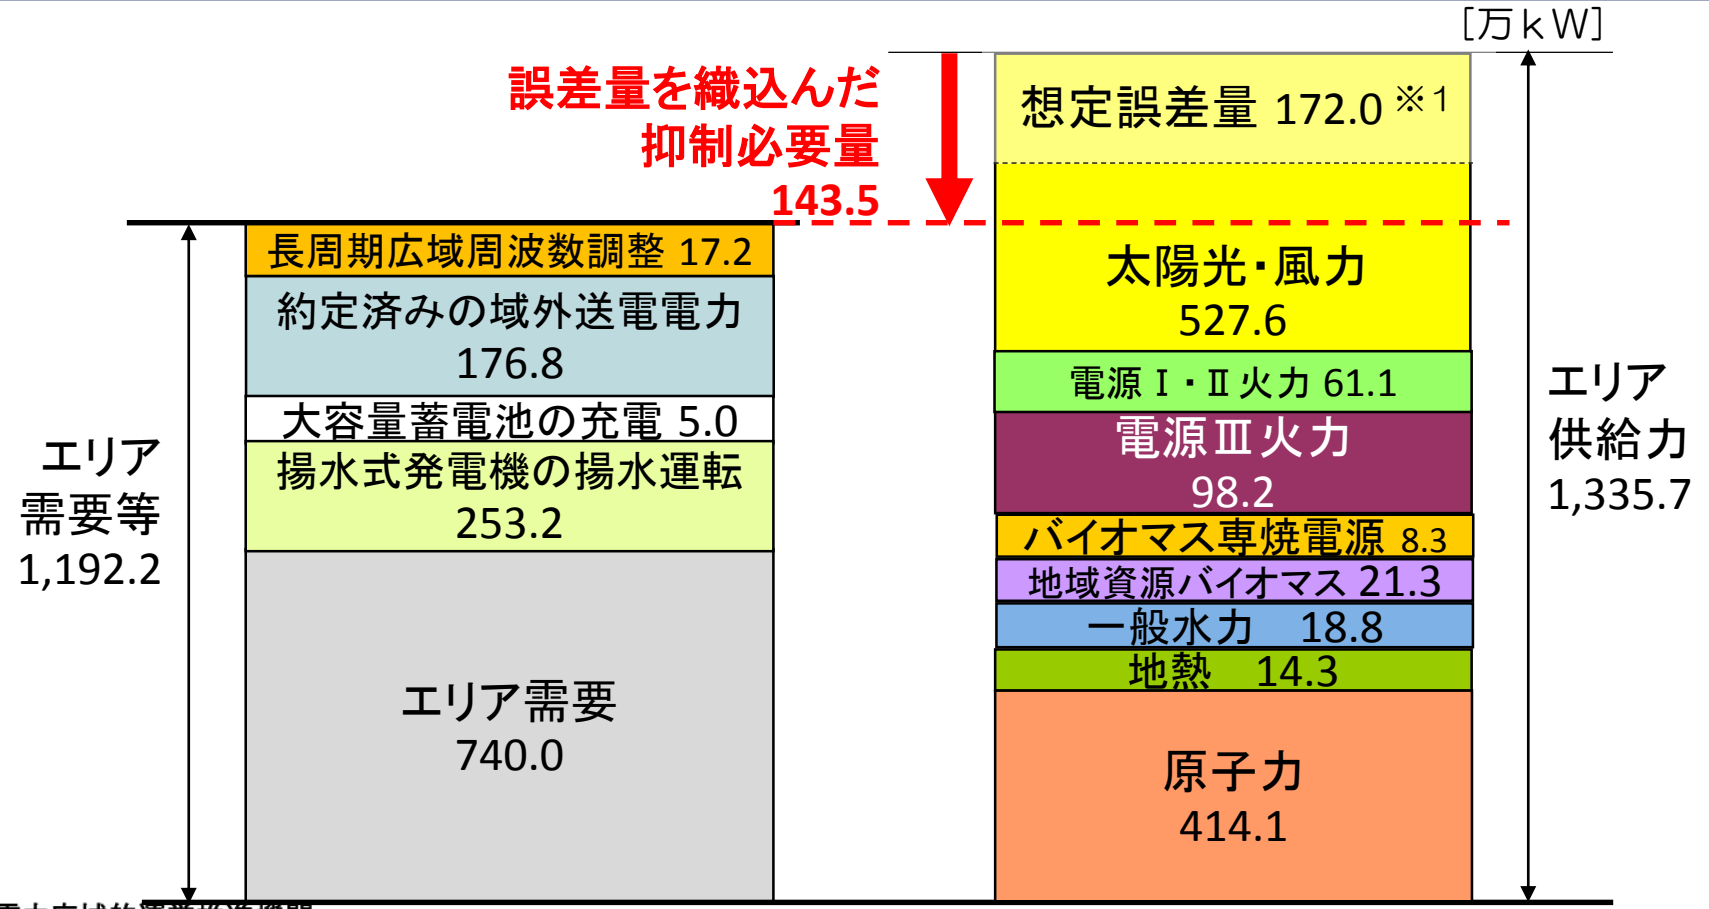 [万kW]
誤差量を織込んだ
抑制必要量
143.5
長周期広域周波数調整 17.2
約定済みの域外送電電力
176.8
大容量蓄電池の充電 5.0
揚水式発電機の揚水運転
253.2
エリア需要
740.0
エリア
需要等
1,192.2
想定誤差量 172.0 ※1
太陽光・風力
527.6
電源Ⅰ・Ⅱ火力 61.1
電源Ⅲ火力
98.2
バイオマス専焼電源 8.3
地域資源バイオマス 21.3
一般水力 18.8
地熱 14.3
原子力
414.1
エリア
供給力
1,335.7